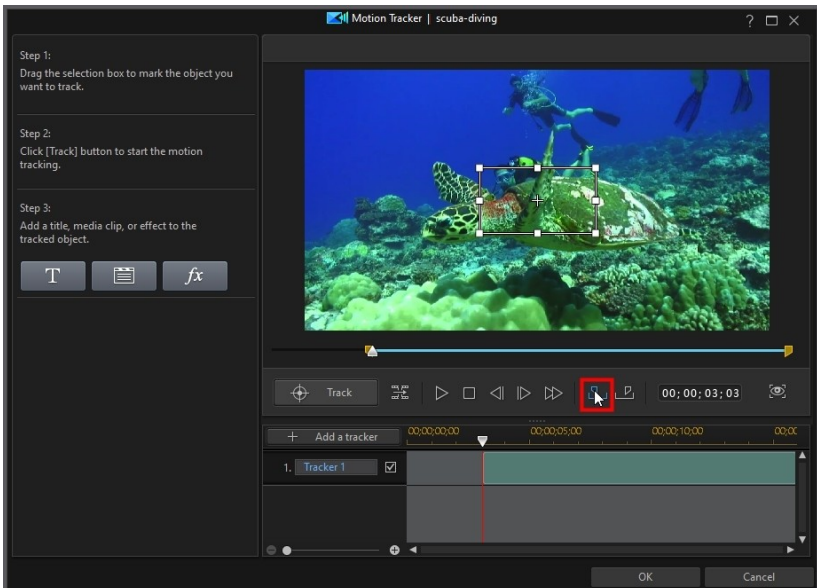 Motion Tracker | scuba-diving
?
Step 1:
Drag the selection box to mark the object you
want to track.
Step 2:
Click [Track] button to start the motion
tracking.
Step 3:
Add a title, media clip, or effect to the
tracked object.
T
fx
Track
00; 00; 03; 03
+ Add a tracker
00;00;00;00
00;00;05;00
00;00;10;00
00;00
1. Tracker 1
OK
Cancel